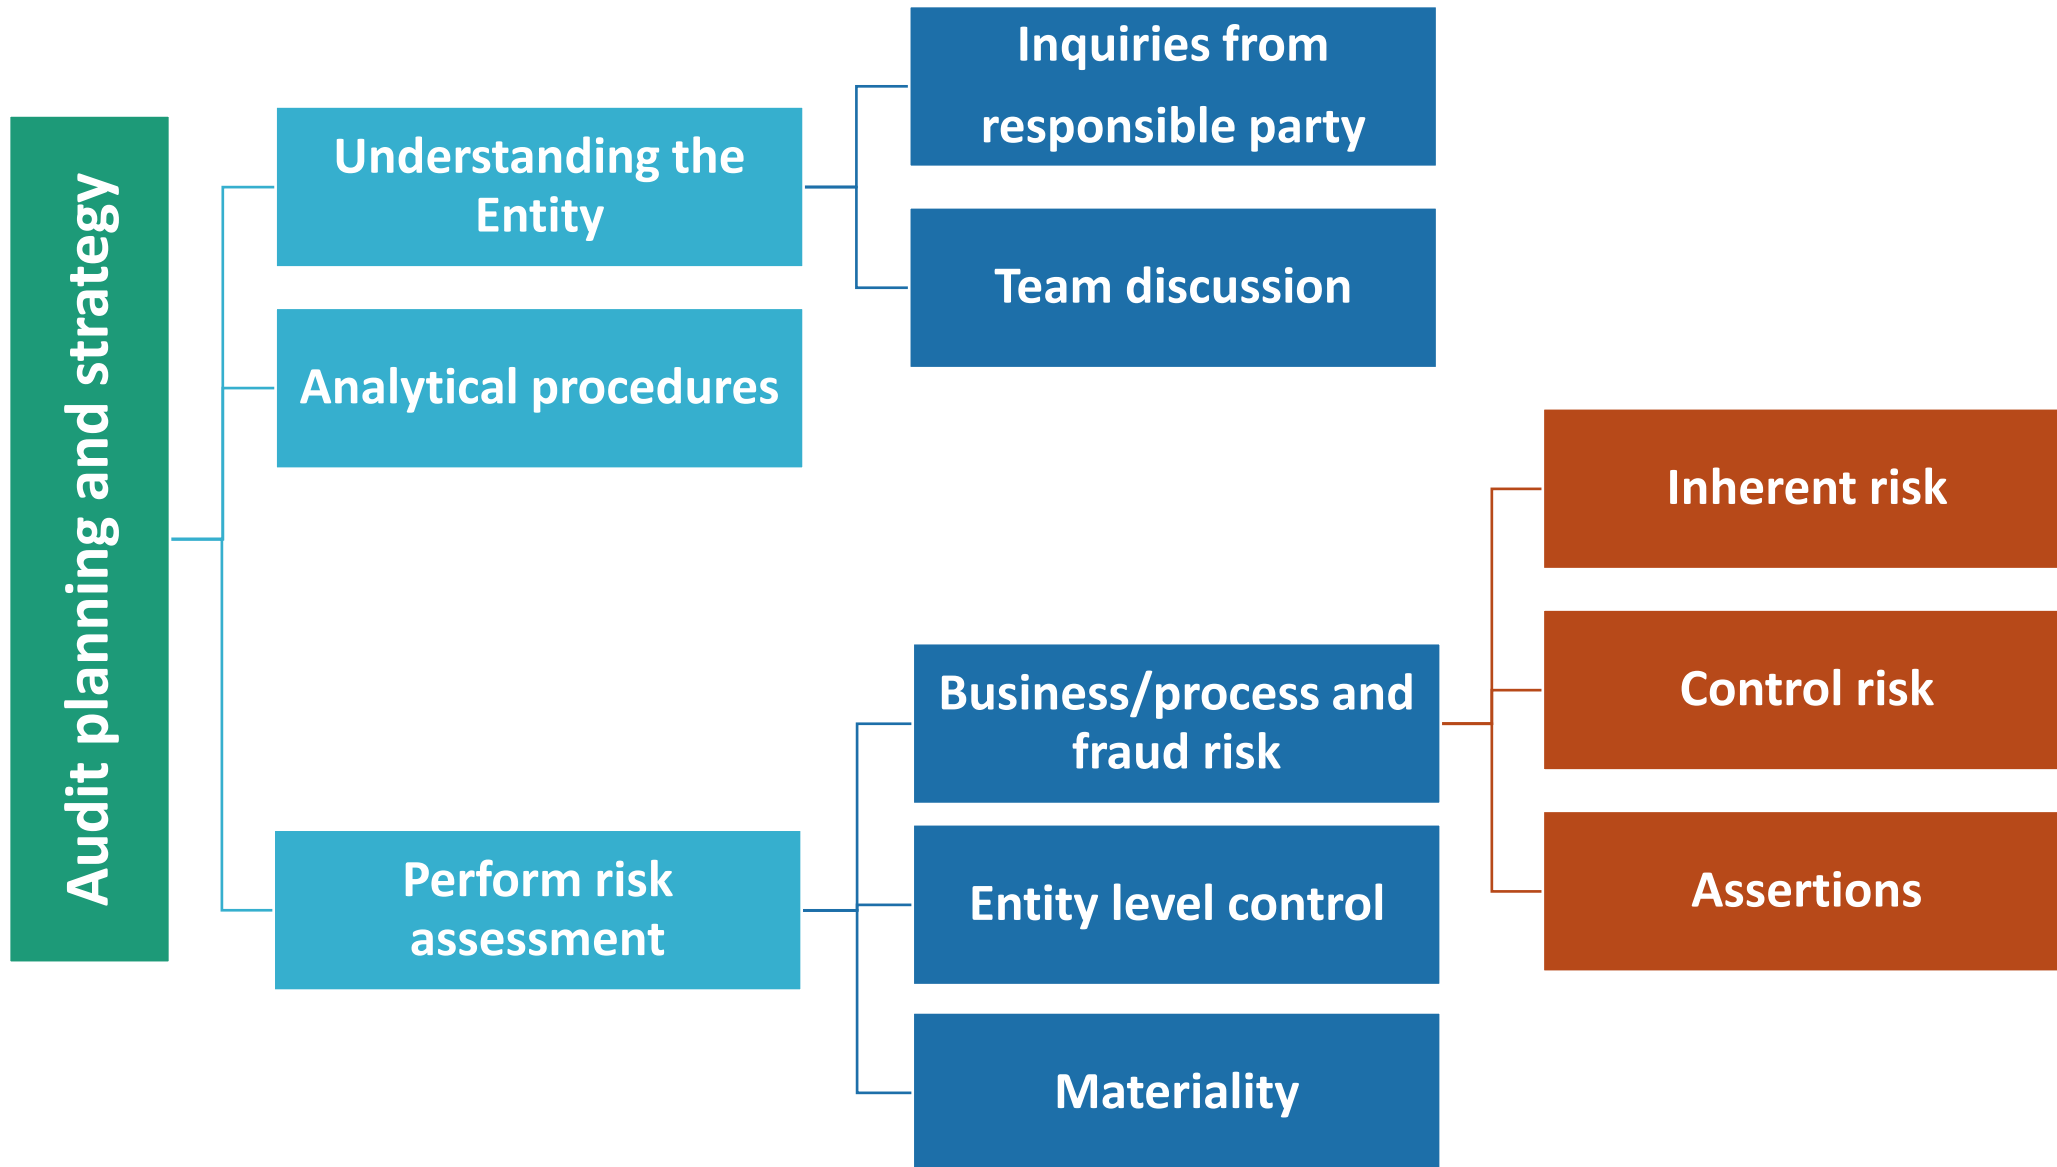 Audit planning and strategy
Understanding the
Entity
Inquiries from
responsible party
Team discussion
Analytical procedures
Perform risk
assessment
Business/process and
fraud risk
Inherent risk
Control risk
Assertions
Entity level control
Materiality